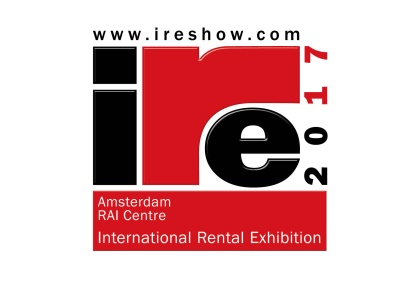 www.ireshow.com
ire
2017
Amsterdam
RAI Centre
International Rental Exhibition